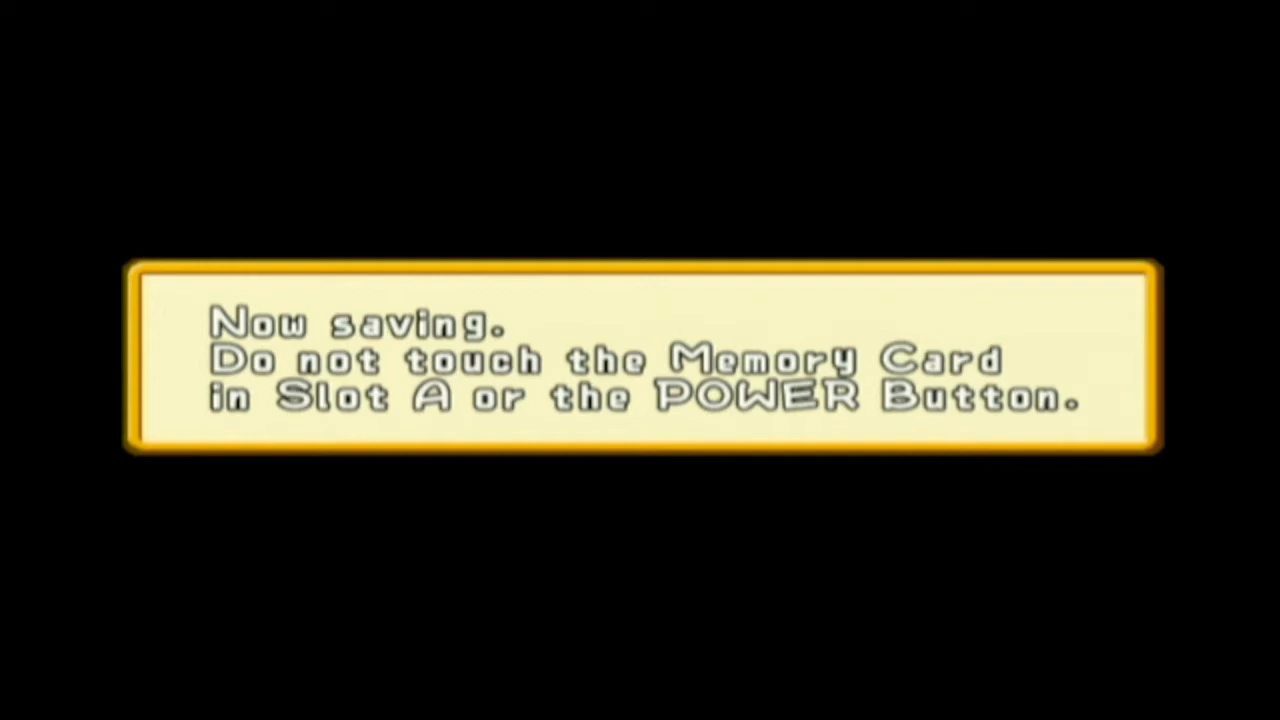 Now saving.
Do not touch the Memory Card
in Slot A or the POWER Button.